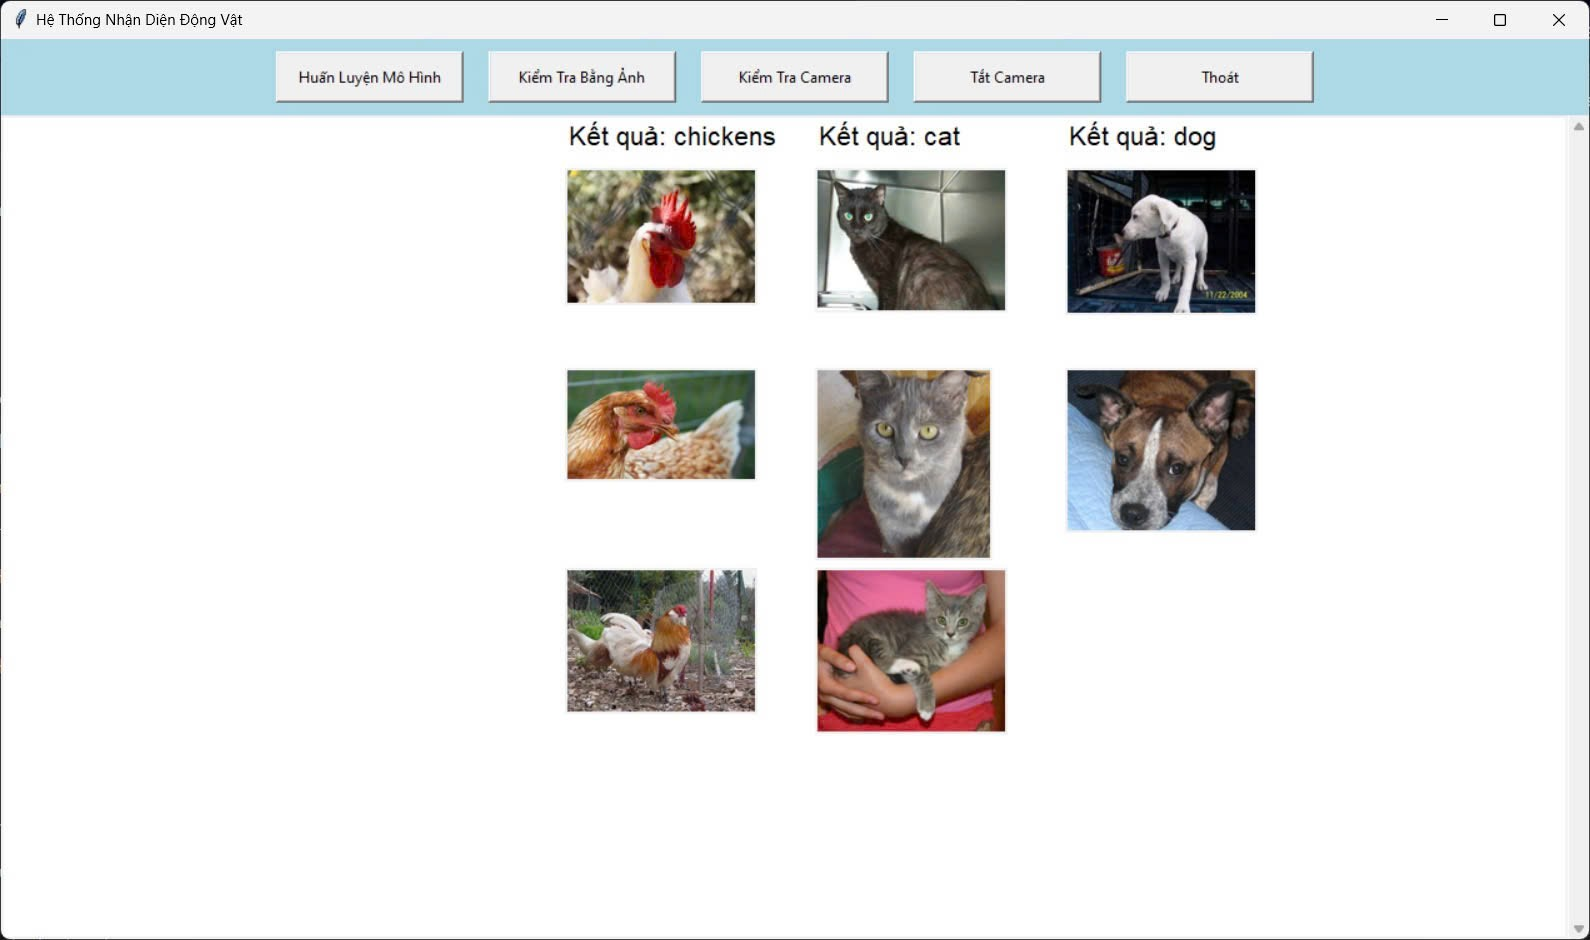 Hệ Thống Nhận Diện Động Vật
Huấn Luyện Mô Hình
Kiểm Tra Bằng Ảnh
Kiểm Tra Camera
Tắt Camera
Thoát
Kết quả: chickens
Kết quả: cat
Kết quả: dog
11/22/2004